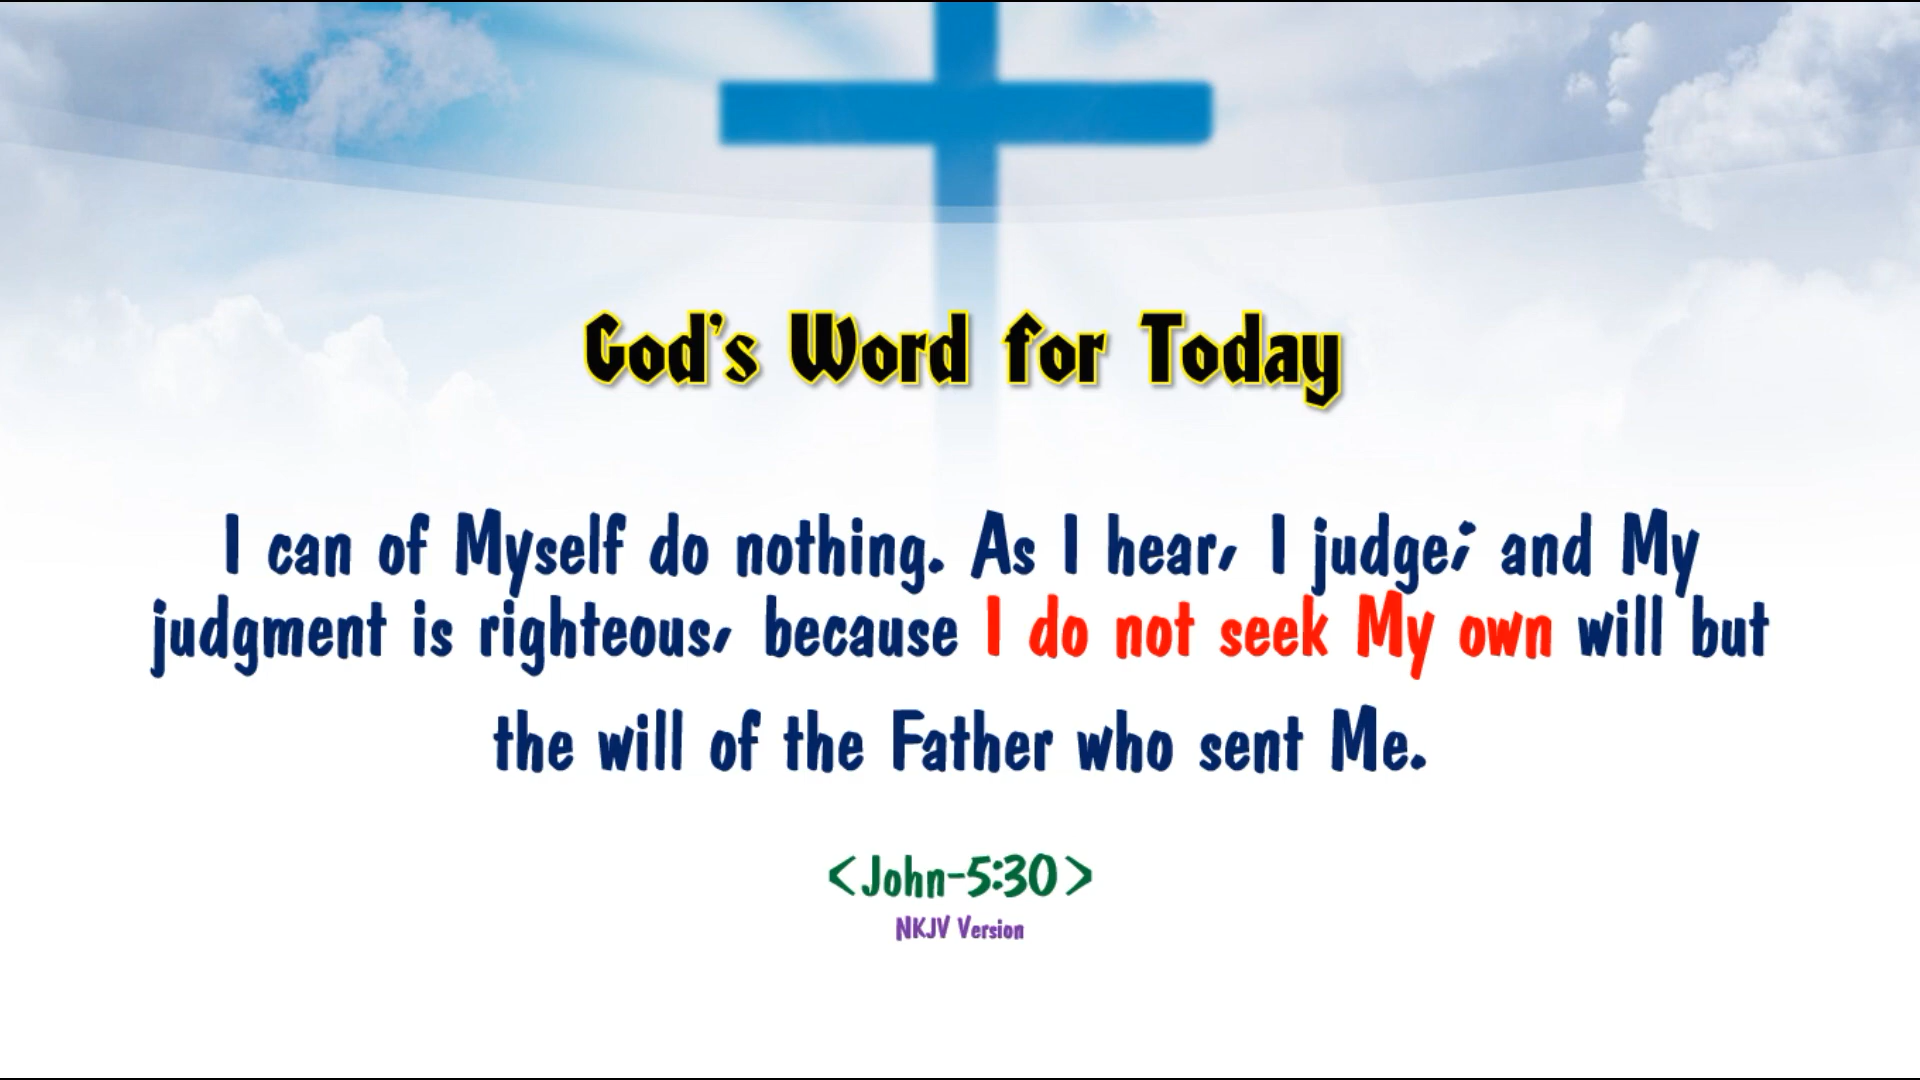 God's Word for Today
I can of Myself do nothing. As I hear, I judge; and My
judgment is righteous, because I do not seek My own will but
the will of the Father who sent Me.
<John-5:30>
NKJV Version